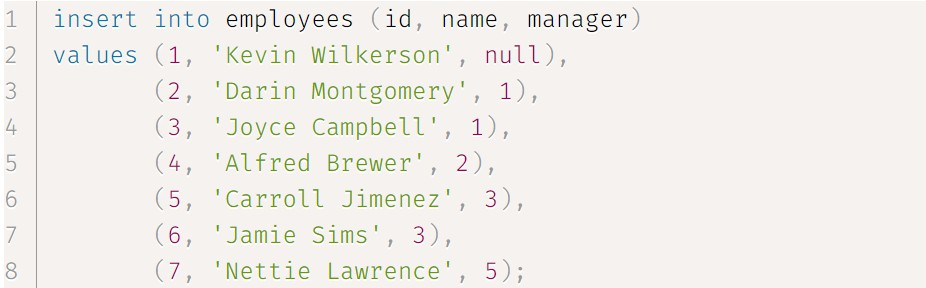 1 insert into employees (id, name, manager)
2 values (1, 'Kevin Wilkerson', null),
3        (2, 'Darin Montgomery', 1),
4        (3, 'Joyce Campbell', 1),
5        (4, 'Alfred Brewer', 2),
6        (5, 'Carroll Jimenez', 3),
7        (6, 'Jamie Sims', 3),
8        (7, 'Nettie Lawrence', 5);